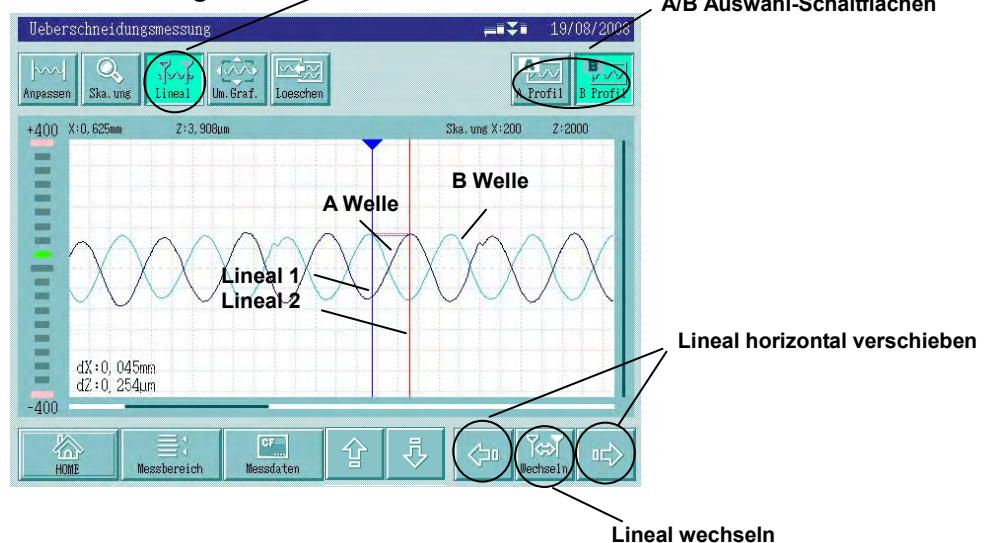 A/B Auswahl-Schaltflächen
Ueberschneidungsmessung 19/08/2008
Anpassen Ska.ung Lineal Um.Graf. Loeschen A Profil B Profil
+400 X:0,625mm Z:3,908µm Ska.ung X:200 Z:2000
B Welle
A Welle
Lineal 1
Lineal 2
Lineal horizontal verschieben
dX:0,045mm
dZ:0,254µm
-400
CF
HOME Messbereich Messdaten Wechseln
Lineal wechseln